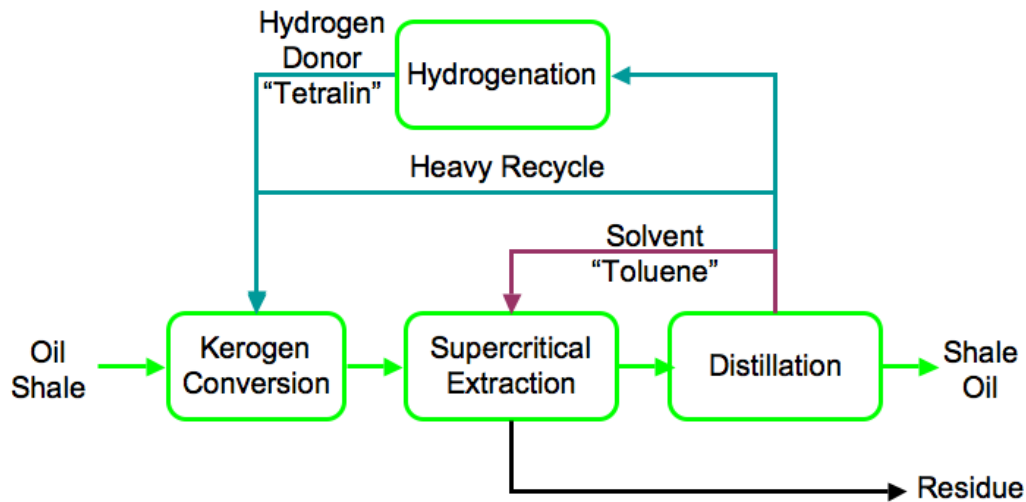 Hydrogen
Donor
“Tetralin”
Hydrogenation
Heavy Recycle
Solvent
“Toluene”
Oil
Shale
Kerogen
Conversion
Supercritical
Extraction
Distillation
Shale
Oil
Residue